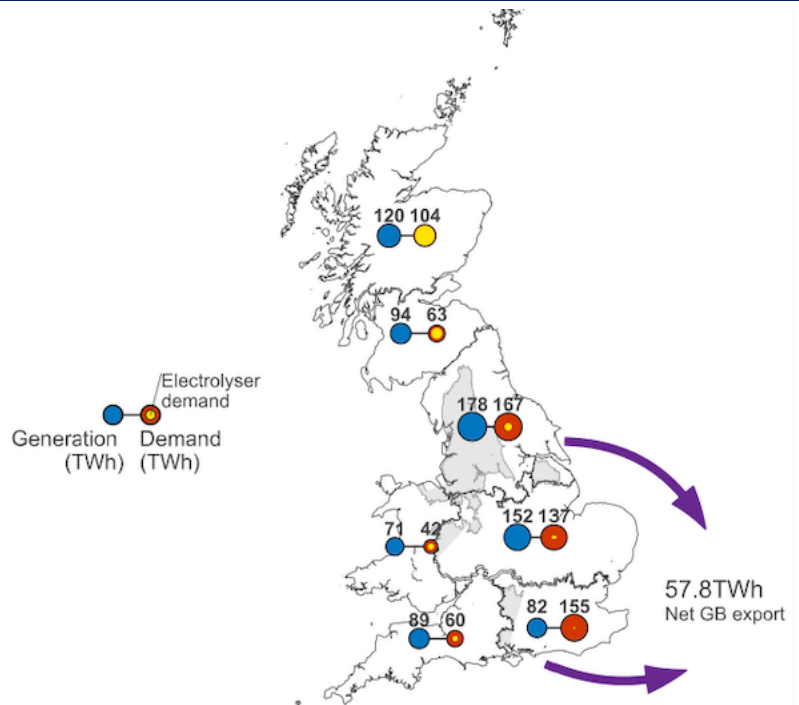 120 104
94 63
Electrolyser
demand
Generation Demand
(TWh) (TWh)
178 167
71 42
152 137
57.8TWh
Net GB export
89 60
82 155